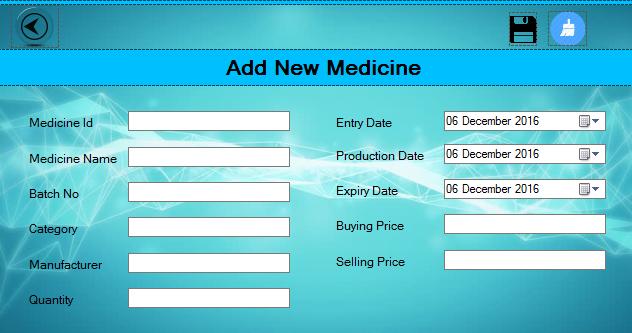 Add New Medicine
Medicine Id
Medicine Name
Batch No
Category
Manufacturer
Quantity
Entry Date 06 December 2016
Production Date 06 December 2016
Expiry Date 06 December 2016
Buying Price
Selling Price